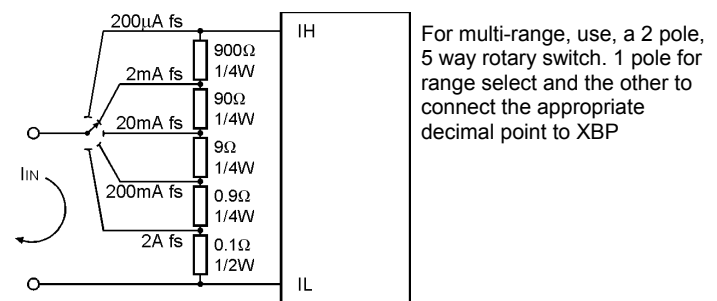 200µA fs
IH
900Ω
1/4W
2mA fs
90Ω
1/4W
20mA fs
9Ω
1/4W
IIN
200mA fs
0.9Ω
1/4W
2A fs
0.1Ω
1/2W
IL
For multi-range, use, a 2 pole,
5 way rotary switch. 1 pole for
range select and the other to
connect the appropriate
decimal point to XBP